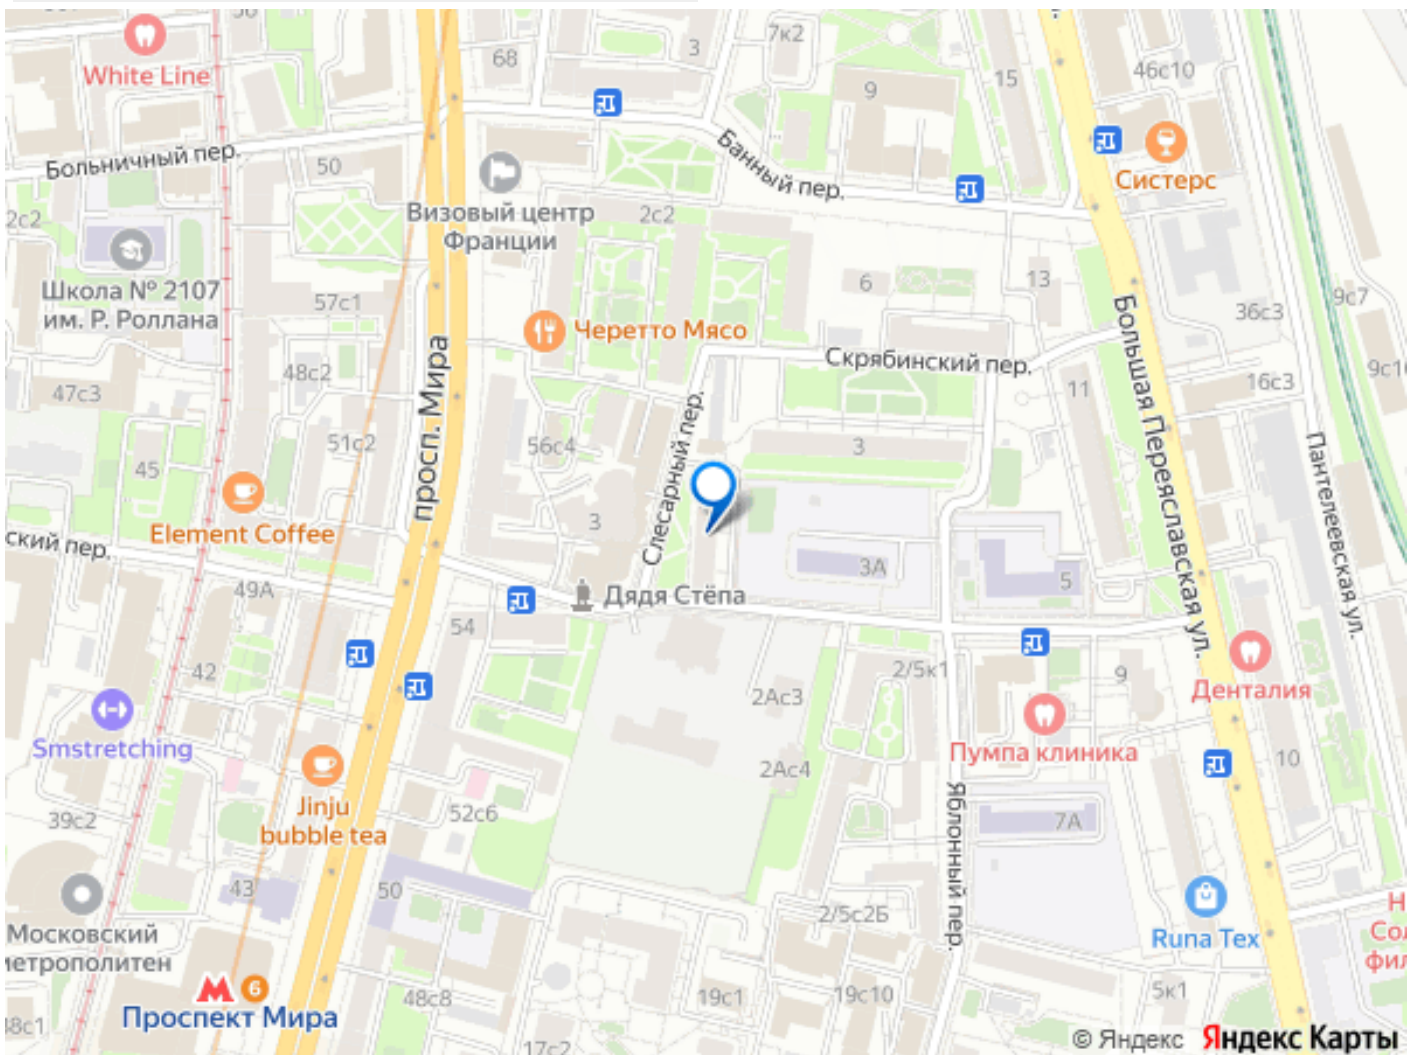 56
White Line
68
3
7к2
15
46с10
9
Больничный пер.
50
Банный пер.
Систерс
2с2
Визовый центр
Франции
2с2
Школа № 2107
им. Р. Роллана
57с1
6
13
9с7
36с3
Черетто Мясо
Скрябинский пер.
Большая Переяславская ул.
48с2
47с3
просп. Мира
11
16с3
51с2
56с4
Слесарный пер.
3
45
Пантелеевская ул.
Element Coffee
3
ский пер.
3А
5
49А
Дядя Стёпа
54
42
2/5к1
9
2Ас3
Денталия
Smstretching
Пумпа клиника
2Ас4
10
Jinju
bubble tea
52с6
39с2
Яблонный пер.
7А
43
50
2/5с2Б
Московский
метрополитен
Runa Tex
Сол
фил
6
Проспект Мира
48с8
19с1
19с10
5к1
38с1
17с2
© Яндекс Яндекс Карты